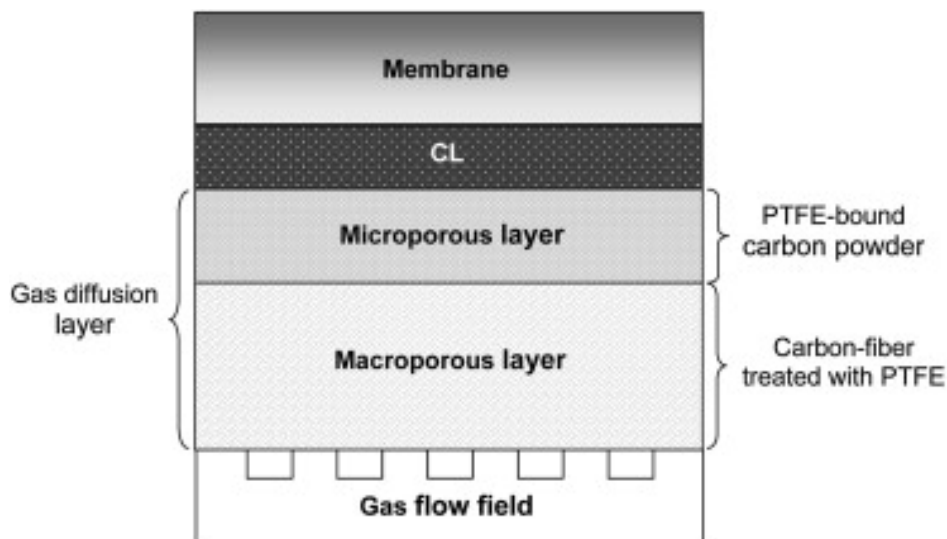 Membrane
CL
Microporous layer
PTFE-bound
carbon powder
Gas diffusion
layer
Macroporous layer
Carbon-fiber
treated with PTFE
Gas flow field